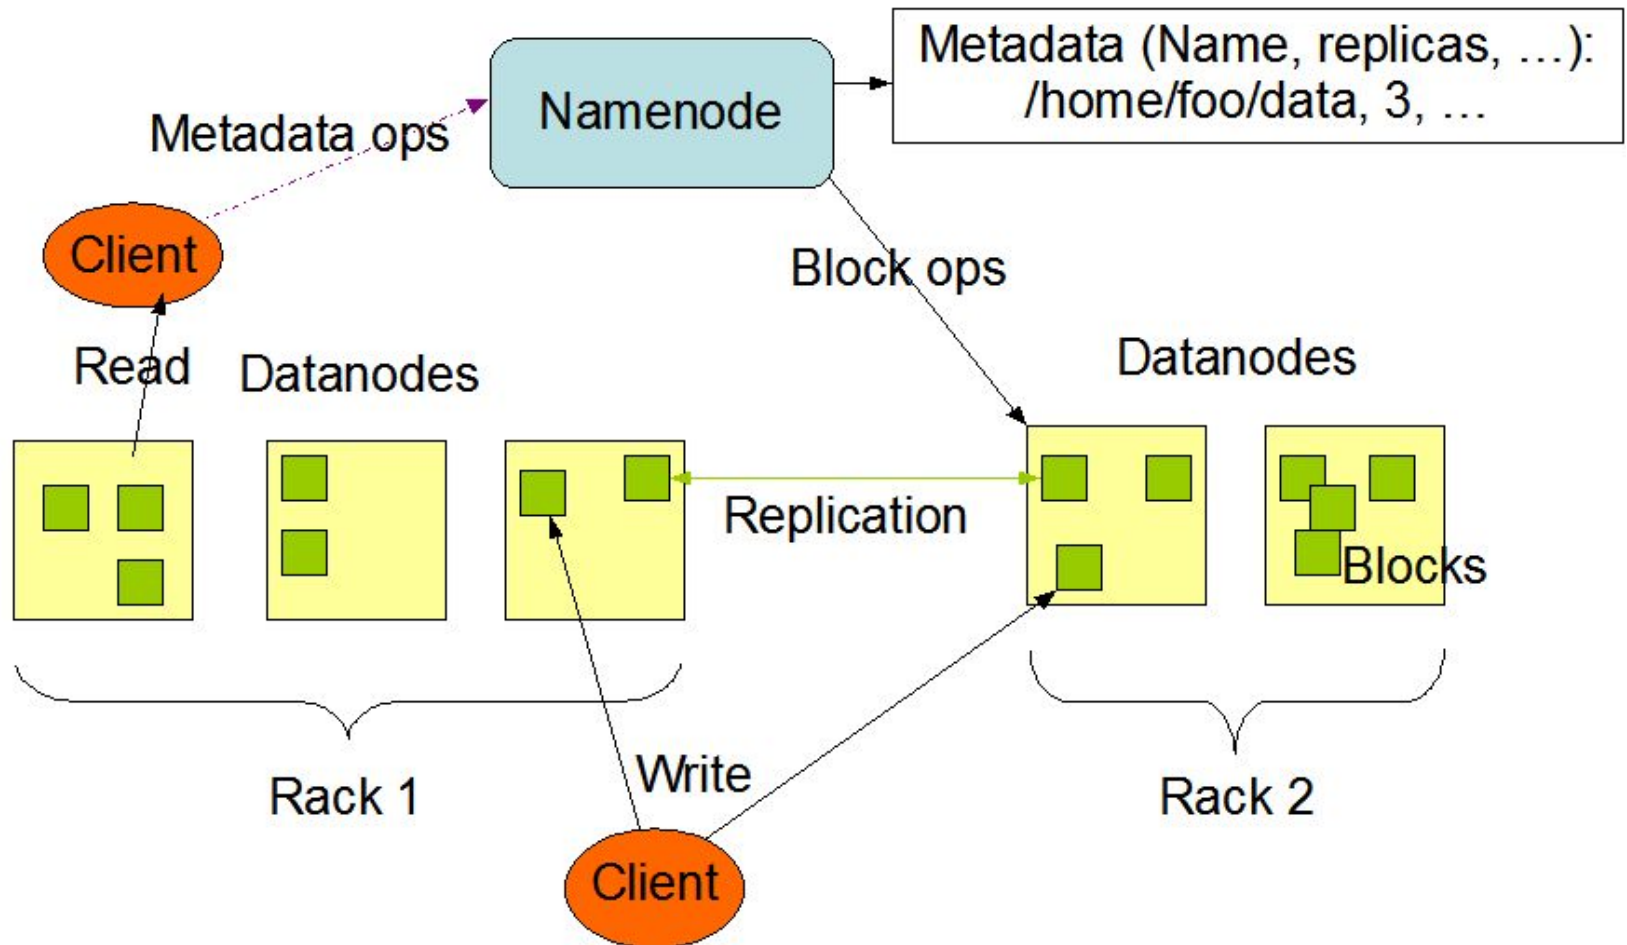 Metadata (Name, replicas, …):
/home/foo/data, 3, …
Namenode
Metadata ops
Client
Block ops
Read
Datanodes
Datanodes
Replication
Blocks
Rack 1
Write
Rack 2
Client